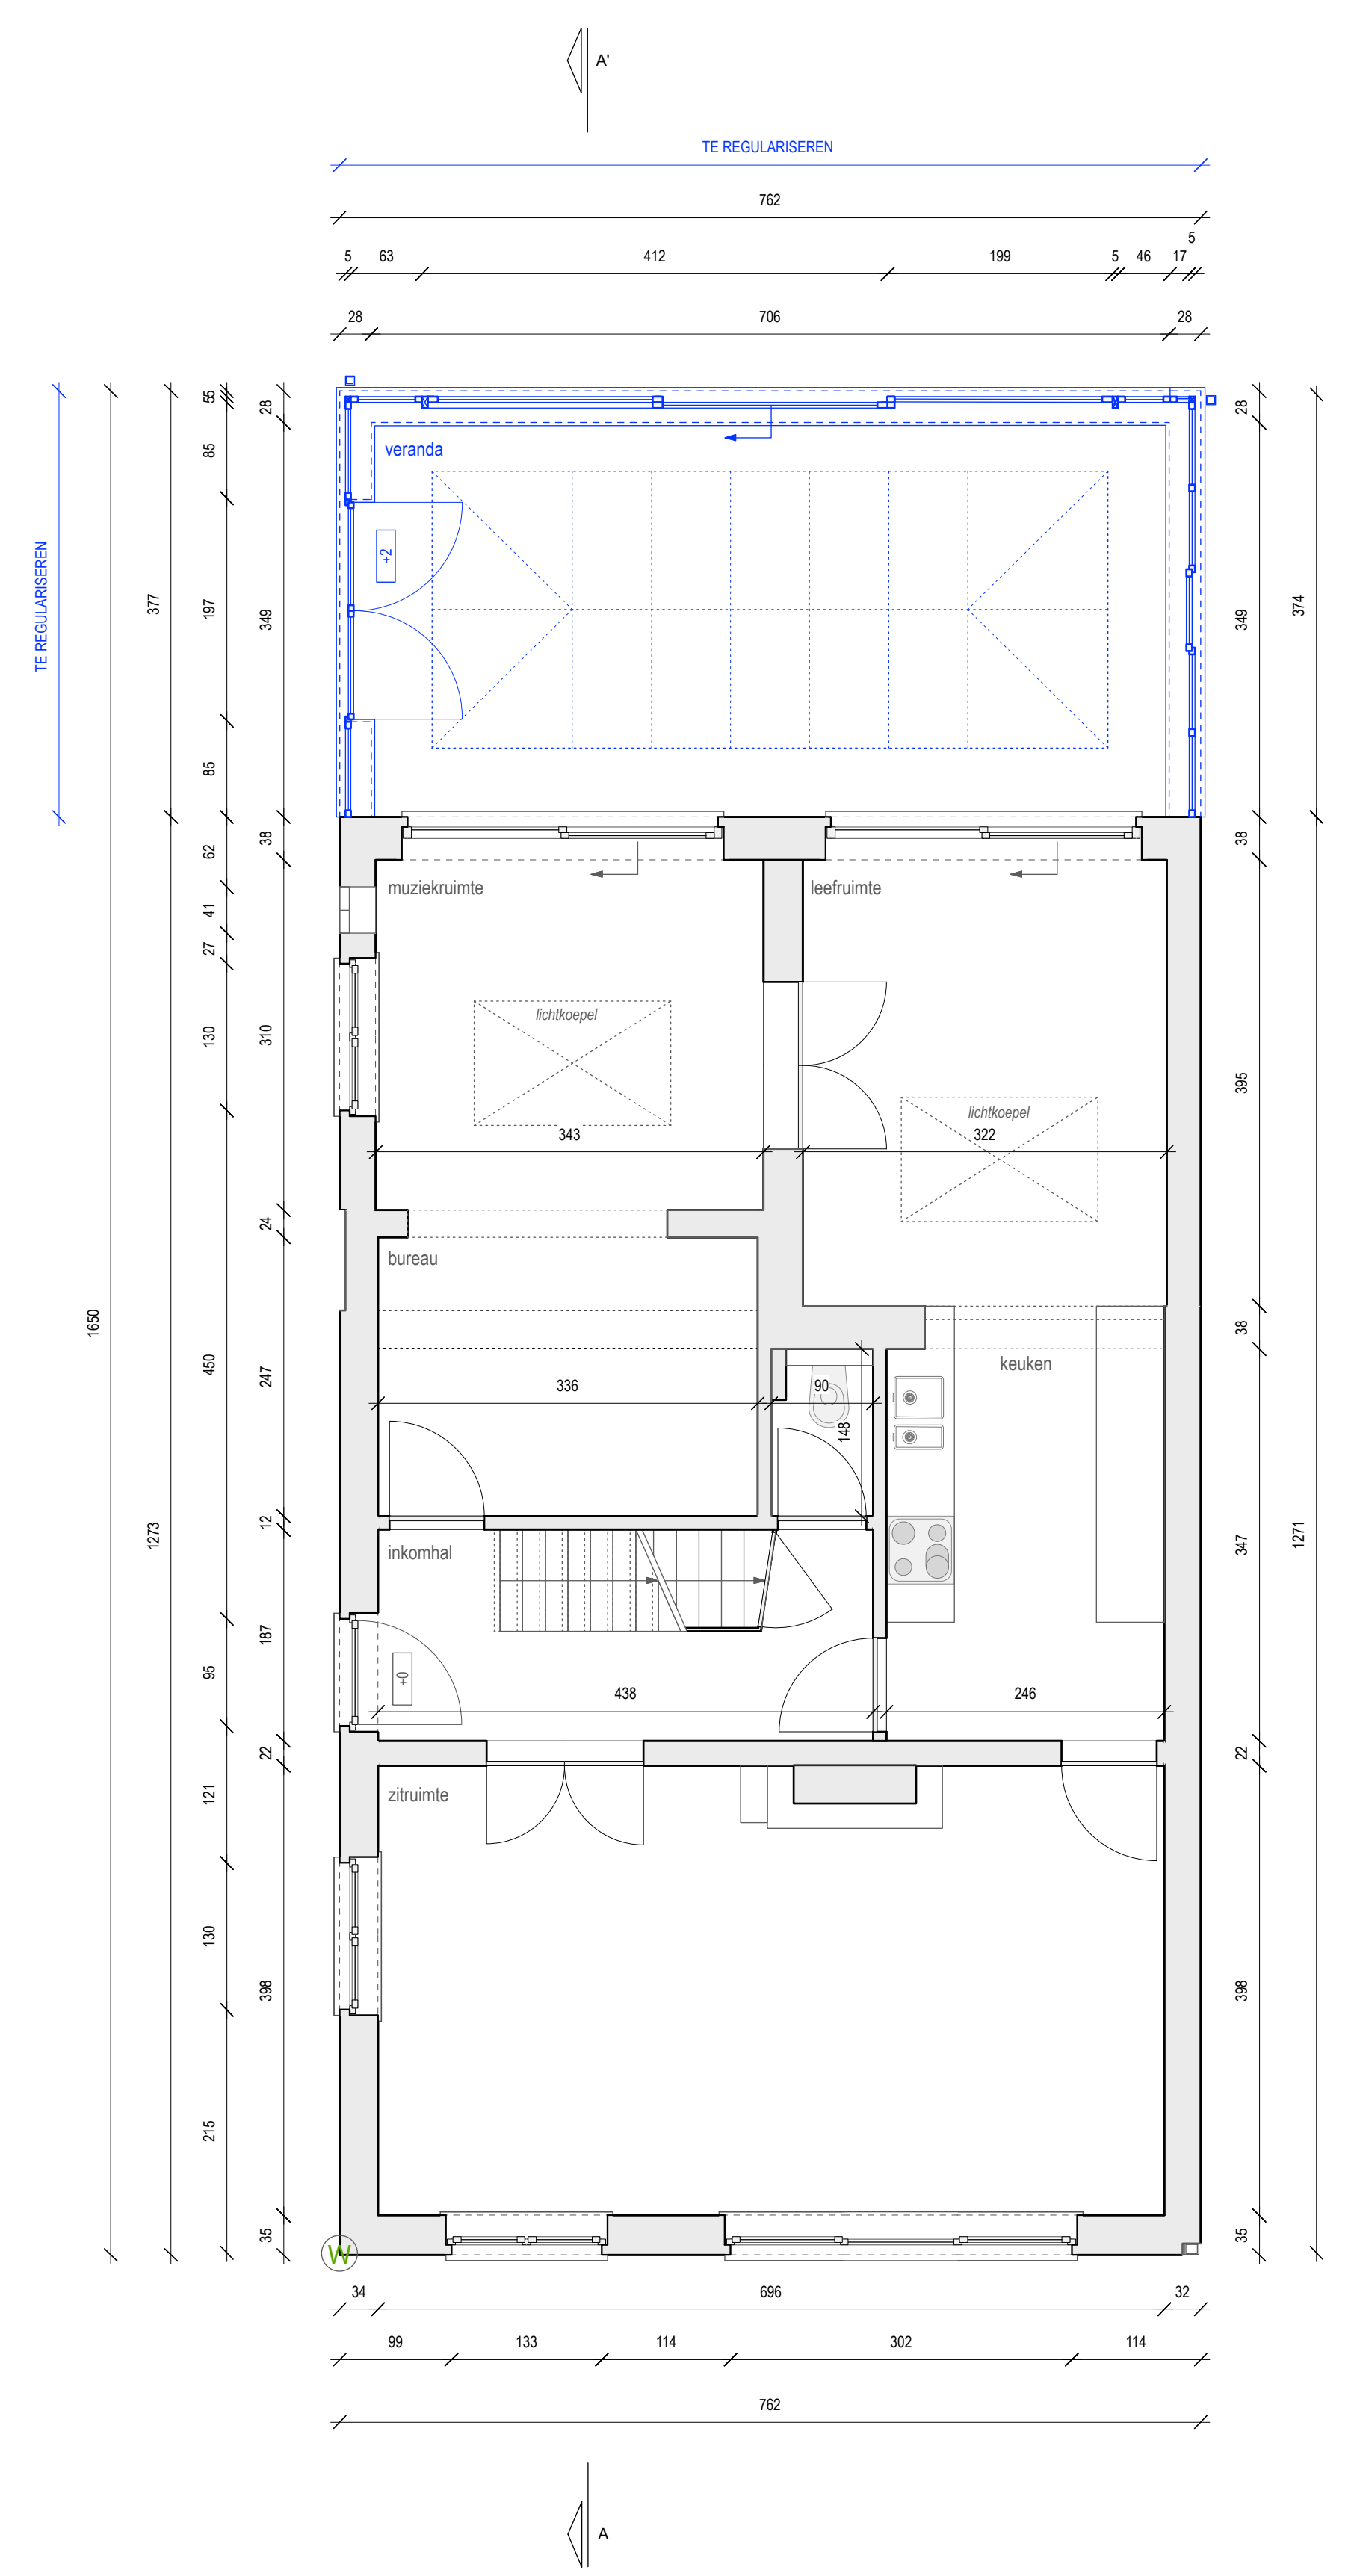 A'
TE REGULARISEREN
762
5
5 63 412 199 5 46 17
28 706 28
TE REGULARISEREN
1650
377
1273
55
85
197
85
62
41
27
130
450
95
121
130
215
28
349
38
310
24
247
12
187
22
398
35
veranda
+2
muziekruimte
leefruimte
lichtkoepel
lichtkoepel
343
322
bureau
keuken
336
90
148
inkomhal
+0
438
246
zitruimte
W
28
349
38
395
38
347
22
398
35
374
1271
34 696 32
99 133 114 302 114
762
A